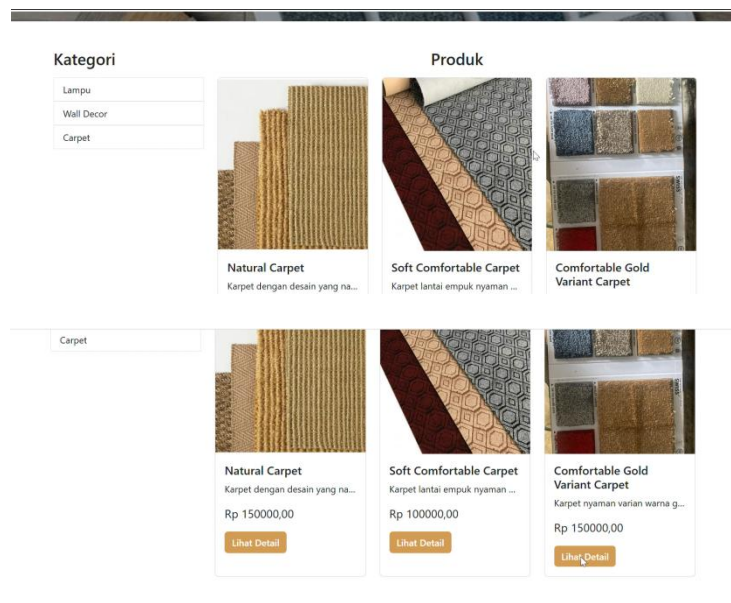 Kategori
Produk
Lampu
Wall Decor
Carpet
Natural Carpet
Karpet dengan desain yang na...
Soft Comfortable Carpet
Karpet lantai empuk nyaman ...
Comfortable Gold
Variant Carpet
Carpet
Natural Carpet
Karpet dengan desain yang na...
Rp 150000,00
Lihat Detail
Soft Comfortable Carpet
Karpet lantai empuk nyaman ...
Rp 100000,00
Lihat Detail
Comfortable Gold
Variant Carpet
Karpet nyaman varian warna g...
Rp 150000,00
Lihat Detail